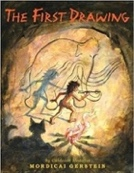 THE FIRST DRAWING
MORDICAI GERSTEIN